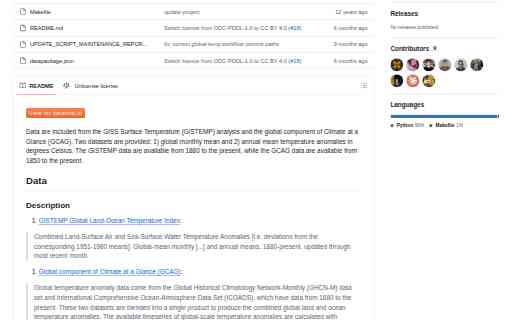 Makefile update project 12 years ago
README.md Switch license from ODC-PDDL-1.0 to CC BY 4.0 (#19) 6 months ago
UPDATE_SCRIPT_MAINTENANCE_REPOR... fix: correct global-temp workflow commit paths 9 months ago
datapackage.json Switch license from ODC-PDDL-1.0 to CC BY 4.0 (#19) 6 months ago
README Unknown license
Data are included from the GISS Surface Temperature (GISTEMP) analysis and the global component of Climate at a
Glance (GCAG). Two datasets are provided: 1) global monthly mean and 2) annual mean temperature anomalies in
degrees Celsius. The GISTEMP data are available from 1880 to the present, while the GCAG data are available from
1850 to the present.
Data
Description
1. GISTEMP Global Land-Ocean Temperature Index:
Combined Land-Surface Air and Sea-Surface Water Temperature Anomalies [i.e. deviations from the
corresponding 1951-1980 means]. Global-mean monthly [...] and annual means, 1880-present, updated through
most recent month.
1. Global component of Climate at a Glance (GCAG):
Global temperature anomaly data come from the Global Historical Climatology Network-Monthly (GHCN-M) data
set and International Comprehensive Ocean-Atmosphere Data Set (ICOADS), which have data from 1880 to the
present. These two datasets are blended into a single product to produce the combined global land and ocean
temperature anomalies. The available timeseries of global-scale temperature anomalies are calculated with
Releases
No releases published
Contributors
Languages
Python Makefile